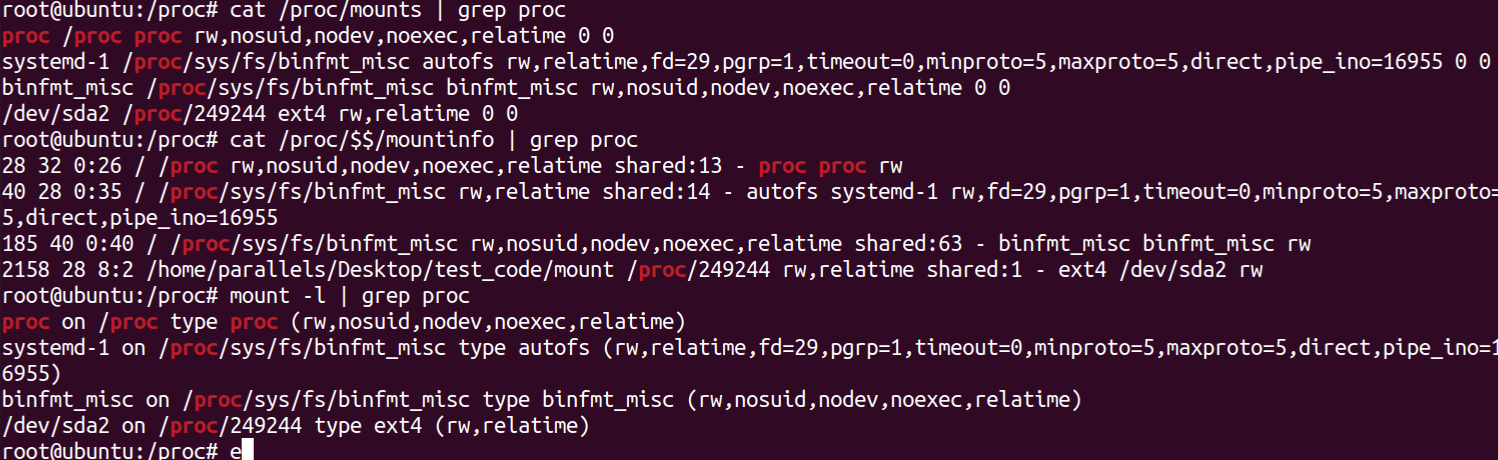 root@ubuntu:/proc# cat /proc/mounts | grep proc
proc /proc proc rw,nosuid,nodev,noexec,relatime 0 0
systemd-1 /proc/sys/fs/binfmt_misc autofs rw,relatime,fd=29,pgrp=1,timeout=0,minproto=5,maxproto=5,direct,pipe_ino=16955 0 0
binfmt_misc /proc/sys/fs/binfmt_misc binfmt_misc rw,nosuid,nodev,noexec,relatime 0 0
/dev/sda2 /proc/249244 ext4 rw,relatime 0 0
root@ubuntu:/proc# cat /proc/$$/mountinfo | grep proc
28 32 0:26 / /proc rw,nosuid,nodev,noexec,relatime shared:13 - proc proc rw
40 28 0:35 / /proc/sys/fs/binfmt_misc rw,relatime shared:14 - autofs systemd-1 rw,fd=29,pgrp=1,timeout=0,minproto=5,maxproto=
5,direct,pipe_ino=16955
185 40 0:40 / /proc/sys/fs/binfmt_misc rw,nosuid,nodev,noexec,relatime shared:63 - binfmt_misc binfmt_misc rw
2158 28 8:2 /home/parallels/Desktop/test_code/mount /proc/249244 rw,relatime shared:1 - ext4 /dev/sda2 rw
root@ubuntu:/proc# mount -l | grep proc
proc on /proc type proc (rw,nosuid,nodev,noexec,relatime)
systemd-1 on /proc/sys/fs/binfmt_misc type autofs (rw,relatime,fd=29,pgrp=1,timeout=0,minproto=5,maxproto=5,direct,pipe_ino=1
6955)
binfmt_misc on /proc/sys/fs/binfmt_misc type binfmt_misc (rw,nosuid,nodev,noexec,relatime)
/dev/sda2 on /proc/249244 type ext4 (rw,relatime)
root@ubuntu:/proc# e